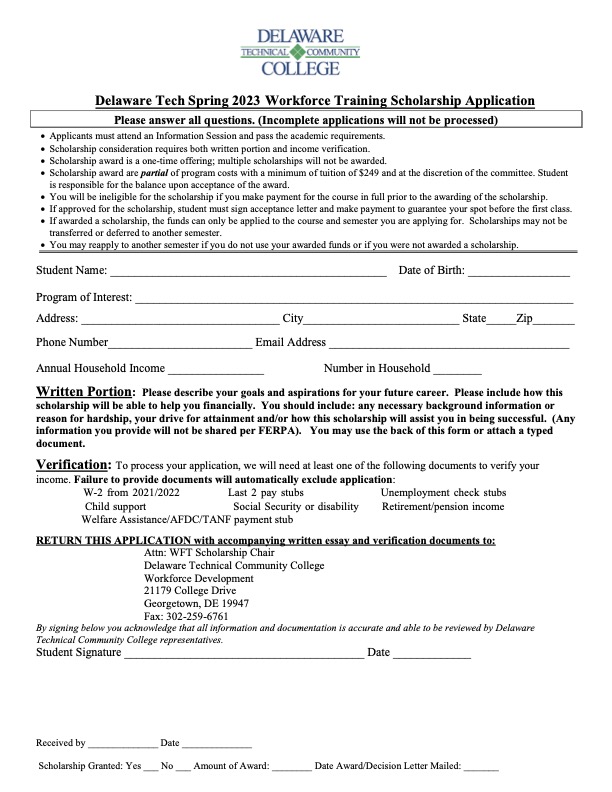 DELAWARE
TECHNICAL COMMUNITY
COLLEGE
Delaware Tech Spring 2023 Workforce Training Scholarship Application
Please answer all questions. (Incomplete applications will not be processed)
• Applicants must attend an Information Session and pass the academic requirements.
• Scholarship consideration requires both written portion and income verification.
• Scholarship award is a one-time offering; multiple scholarships will not be awarded.
• Scholarship award are partial of program costs with a minimum of tuition of $249 and at the discretion of the committee. Student
is responsible for the balance upon acceptance of the award.
• You will be ineligible for the scholarship if you make payment for the course in full prior to the awarding of the scholarship.
• If approved for the scholarship, student must sign acceptance letter and make payment to guarantee your spot before the first class.
• If awarded a scholarship, the funds can only be applied to the course and semester you are applying for. Scholarships may not be
transferred or deferred to another semester.
• You may reapply to another semester if you do not use your awarded funds or if you were not awarded a scholarship.
Student Name: ____________ Date of Birth: ____________
Program of Interest: ____________
Address: ____________ City____________ State_____Zip_______
Phone Number____________ Email Address ____________
Annual Household Income ____________ Number in Household ________
Written Portion: Please describe your goals and aspirations for your future career. Please include how this
scholarship will be able to help you financially. You should include: any necessary background information or
reason for hardship, your drive for attainment and/or how this scholarship will assist you in being successful. (Any
information you provide will not be shared per FERPA). You may use the back of this form or attach a typed
document.
Verification: To process your application, we will need at least one of the following documents to verify your
income. Failure to provide documents will automatically exclude application:
W-2 from 2021/2022 Last 2 pay stubs Unemployment check stubs
Child support Social Security or disability Retirement/pension income
Welfare Assistance/AFDC/TANF payment stub
RETURN THIS APPLICATION with accompanying written essay and verification documents to:
Attn: WFT Scholarship Chair
Delaware Technical Community College
Workforce Development
21179 College Drive
Georgetown, DE 19947
Fax: 302-259-6761
By signing below you acknowledge that all information and documentation is accurate and able to be reviewed by Delaware
Technical Community College representatives.
Student Signature ____________ Date ____________
Received by ____________ Date ____________
Scholarship Granted: Yes ___ No ___ Amount of Award: _______ Date Award/Decision Letter Mailed: ______